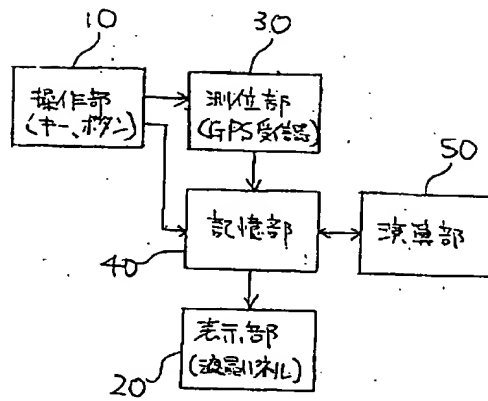 10
操作部
(キー、ボタン)
30
測位部
(GPS受信器)
50
演算部
記憶部
40
表示部
(液晶パネル)
20